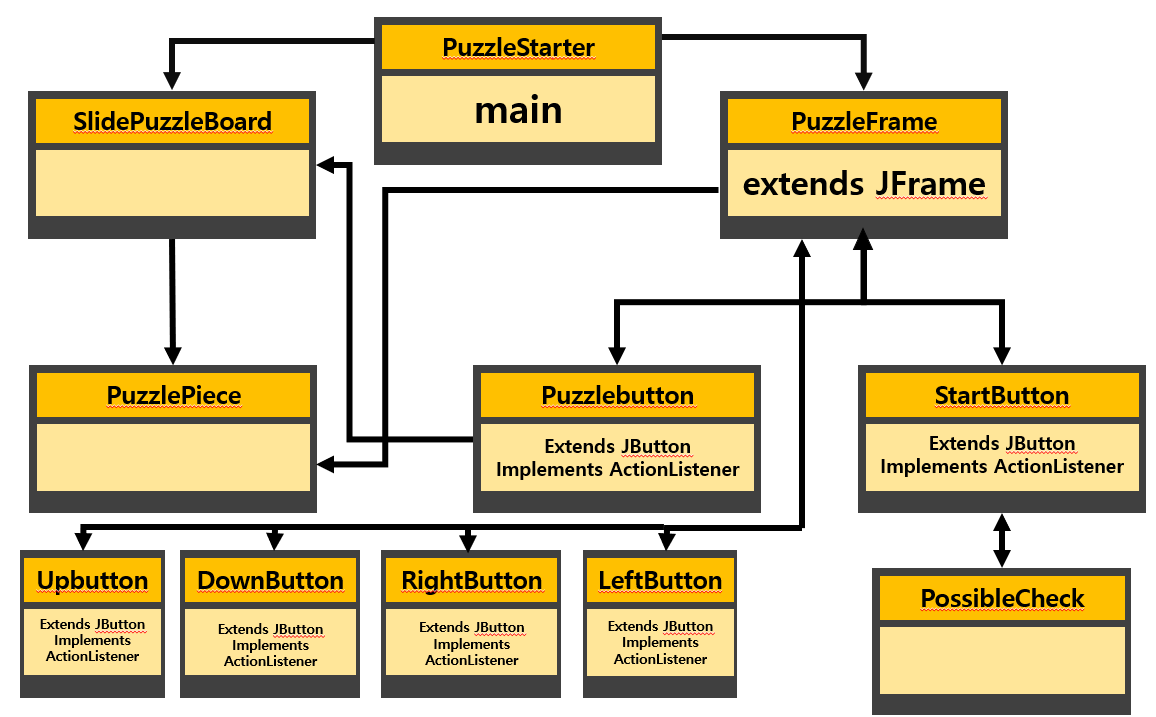 PuzzleStarter
main
SlidePuzzleBoard
PuzzleFrame
extends JFrame
PuzzlePiece
Puzzlebutton
Extends JButton
Implements ActionListener
StartButton
Extends JButton
Implements ActionListener
Upbutton
Extends JButton
Implements
ActionListener
DownButton
Extends JButton
Implements
ActionListener
RightButton
Extends JButton
Implements
ActionListener
LeftButton
Extends JButton
Implements
ActionListener
PossibleCheck